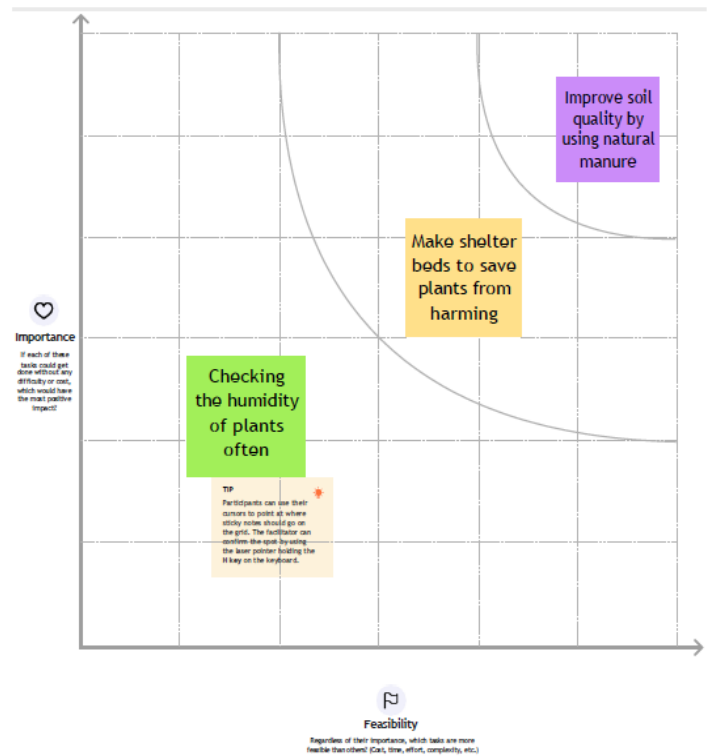 Improve soil
quality by
using natural
manure
Make shelter
beds to save
plants from
harming
Importance
If each of these
tasks could get
done without any
difficulty or cost,
which would have
the most positive
impact?
Checking
the humidity
of plants
often
TIP
Participants can use their
cursors to point at where
sticky notes should go on
the grid. The facilitator can
confirm the spot by using
the laser pointer holding the
H key on the keyboard.
Feasibility
Regardless of their importance, which tasks are more
feasible than others? (Cost, time, effort, complexity, etc.)